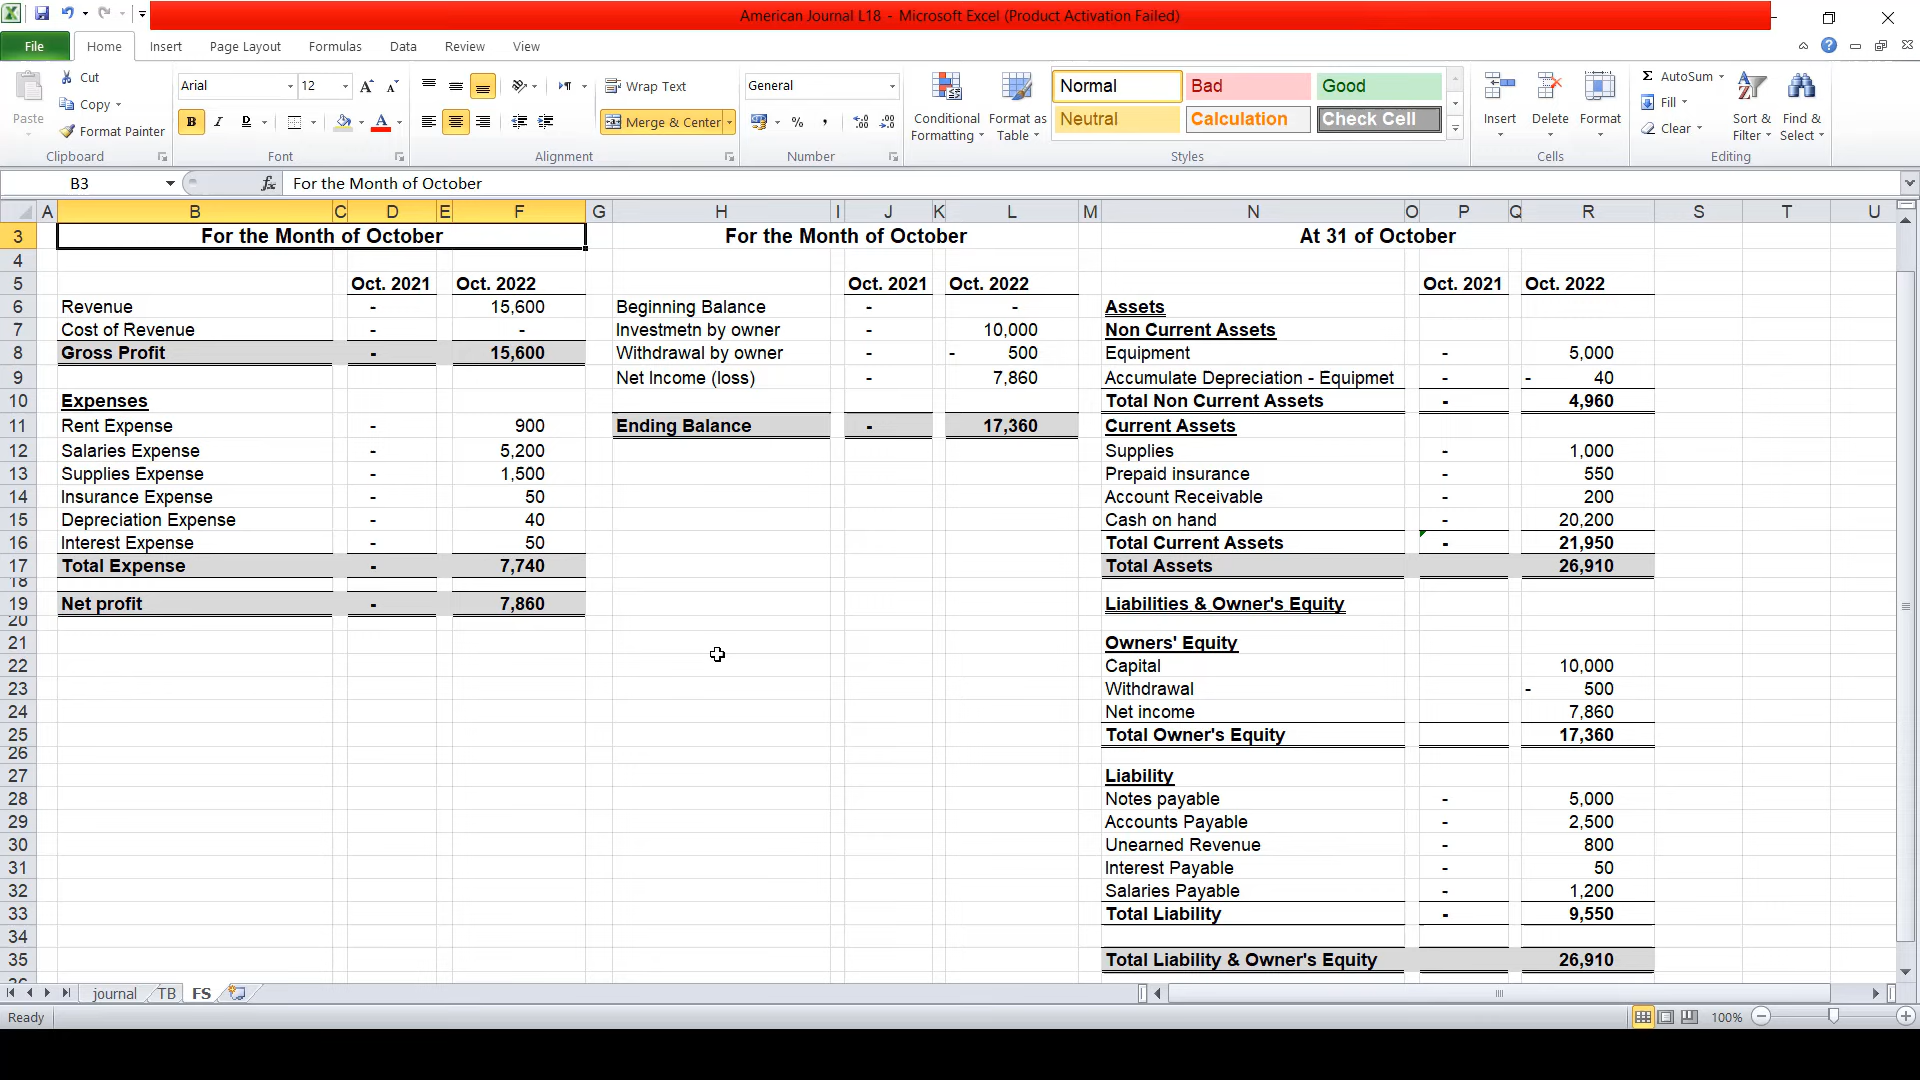 American Journal L18 - Microsoft Excel (Product Activation Failed)
File Home Insert Page Layout Formulas Data Review View
Cut
Copy
Format Painter
Paste
Clipboard
Arial 12
B I D A
Font
Wrap Text
Merge & Center
Alignment
General
% ,
Number
Conditional Formatting
Format as Table
Normal Bad Good
Neutral Calculation Check Cell
Styles
Insert Delete Format
Cells
Σ AutoSum
Fill
Clear
Sort & Filter
Find & Select
Editing
B3 fx For the Month of October
A B C D E F G H I J K L M N O P Q R S T U
3 For the Month of October For the Month of October At 31 of October
4
5 Oct. 2021 Oct. 2022 Oct. 2021 Oct. 2022 Oct. 2021 Oct. 2022
6 Revenue - 15,600 Beginning Balance - - Assets
7 Cost of Revenue - - Investmetn by owner - 10,000 Non Current Assets
8 Gross Profit - 15,600 Withdrawal by owner - - 500 Equipment - 5,000
9 Net Income (loss) - 7,860 Accumulate Depreciation - Equipmet - - 40
10 Expenses Total Non Current Assets - 4,960
11 Rent Expense - 900 Ending Balance - 17,360 Current Assets
12 Salaries Expense - 5,200 Supplies - 1,000
13 Supplies Expense - 1,500 Prepaid insurance - 550
14 Insurance Expense - 50 Account Receivable - 200
15 Depreciation Expense - 40 Cash on hand - 20,200
16 Interest Expense - 50 Total Current Assets - 21,950
17 Total Expense - 7,740 Total Assets 26,910
18
19 Net profit - 7,860 Liabilities & Owner's Equity
20
21 Owners' Equity
22 Capital 10,000
23 Withdrawal - 500
24 Net income 7,860
25 Total Owner's Equity 17,360
26
27 Liability
28 Notes payable - 5,000
29 Accounts Payable - 2,500
30 Unearned Revenue - 800
31 Interest Payable - 50
32 Salaries Payable - 1,200
33 Total Liability - 9,550
34
35 Total Liability & Owner's Equity 26,910
journal TB FS
Ready 100%